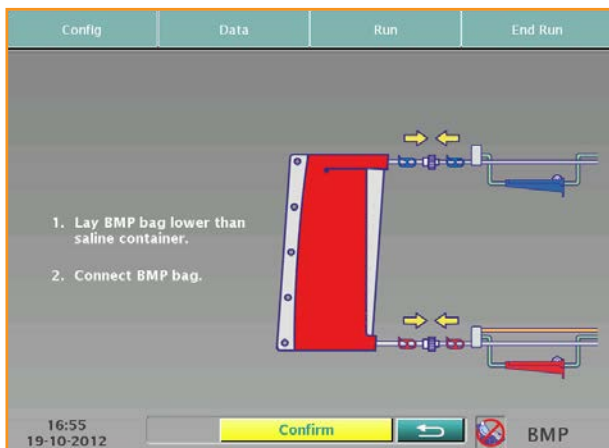 Config Data Run End Run
1. Lay BMP bag lower than
saline container.
2. Connect BMP bag.
16:55
19-10-2012
Confirm
BMP